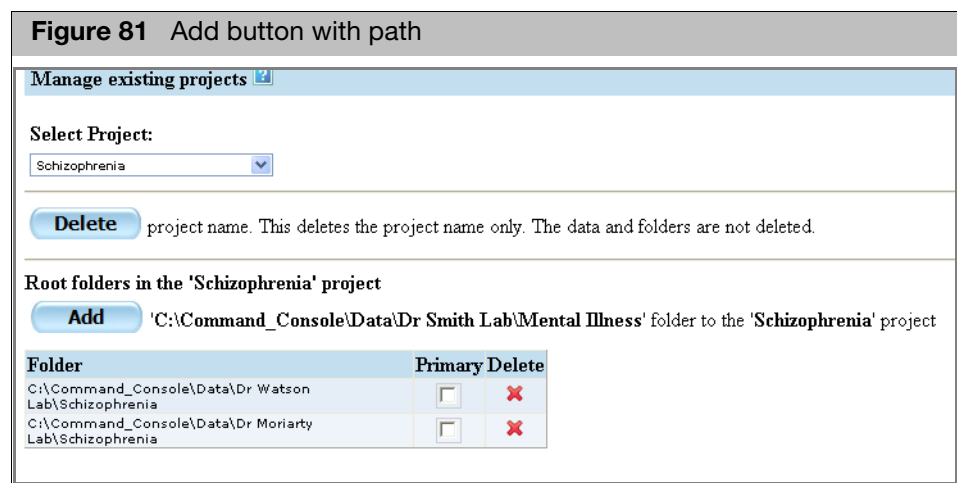 Figure 81 Add button with path
Manage existing projects ?
Select Project:
Schizophrenia
Delete project name. This deletes the project name only. The data and folders are not deleted.
Root folders in the 'Schizophrenia' project
Add 'C:\Command_Console\Data\Dr Smith Lab\Mental Illness' folder to the 'Schizophrenia' project
Folder Primary Delete
C:\Command_Console\Data\Dr Watson
Lab\Schizophrenia
C:\Command_Console\Data\Dr Moriarty
Lab\Schizophrenia